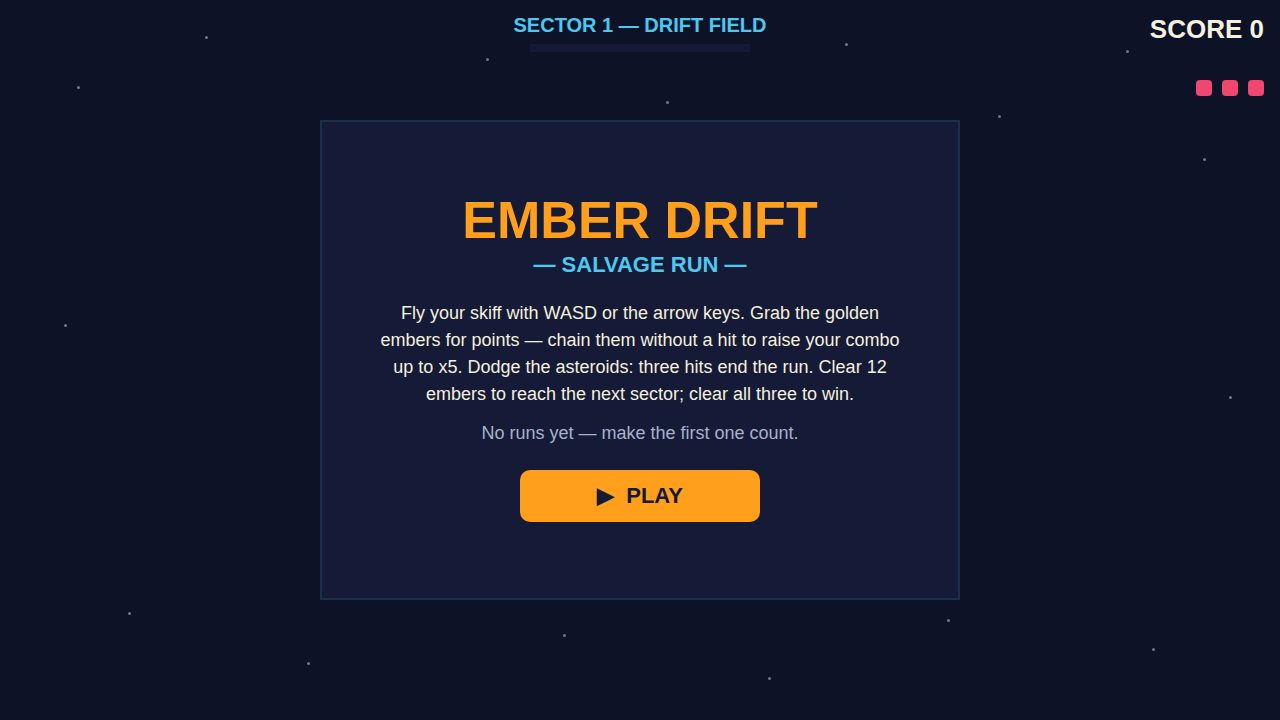 SECTOR 1 — DRIFT FIELD
SCORE 0
EMBER DRIFT
— SALVAGE RUN —
Fly your skiff with WASD or the arrow keys. Grab the golden
embers for points — chain them without a hit to raise your combo
up to x5. Dodge the asteroids: three hits end the run. Clear 12
embers to reach the next sector; clear all three to win.
No runs yet — make the first one count.
▶ PLAY